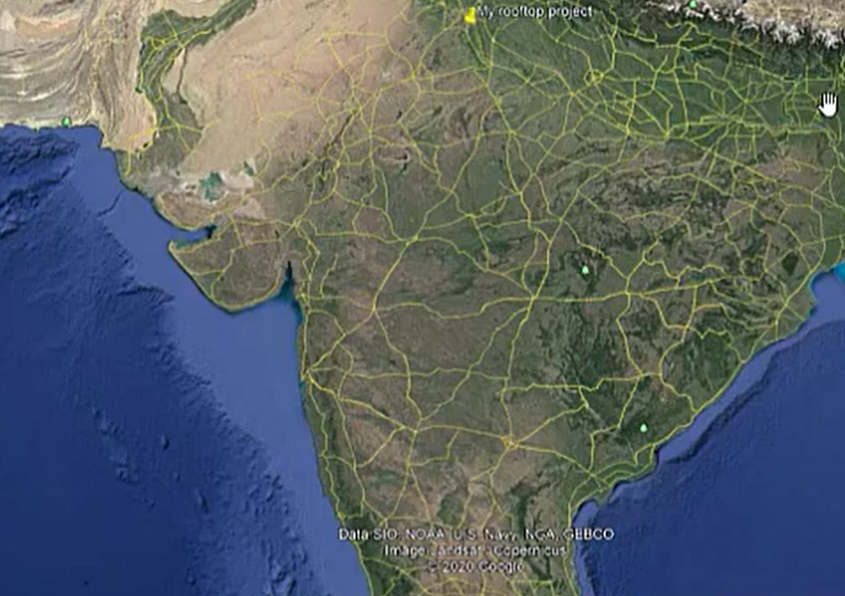 My rooftop project
Data SIO, NOAA, U.S. Navy, NGA, GEBCO
Image Landsat / Copernicus
© 2020 Google